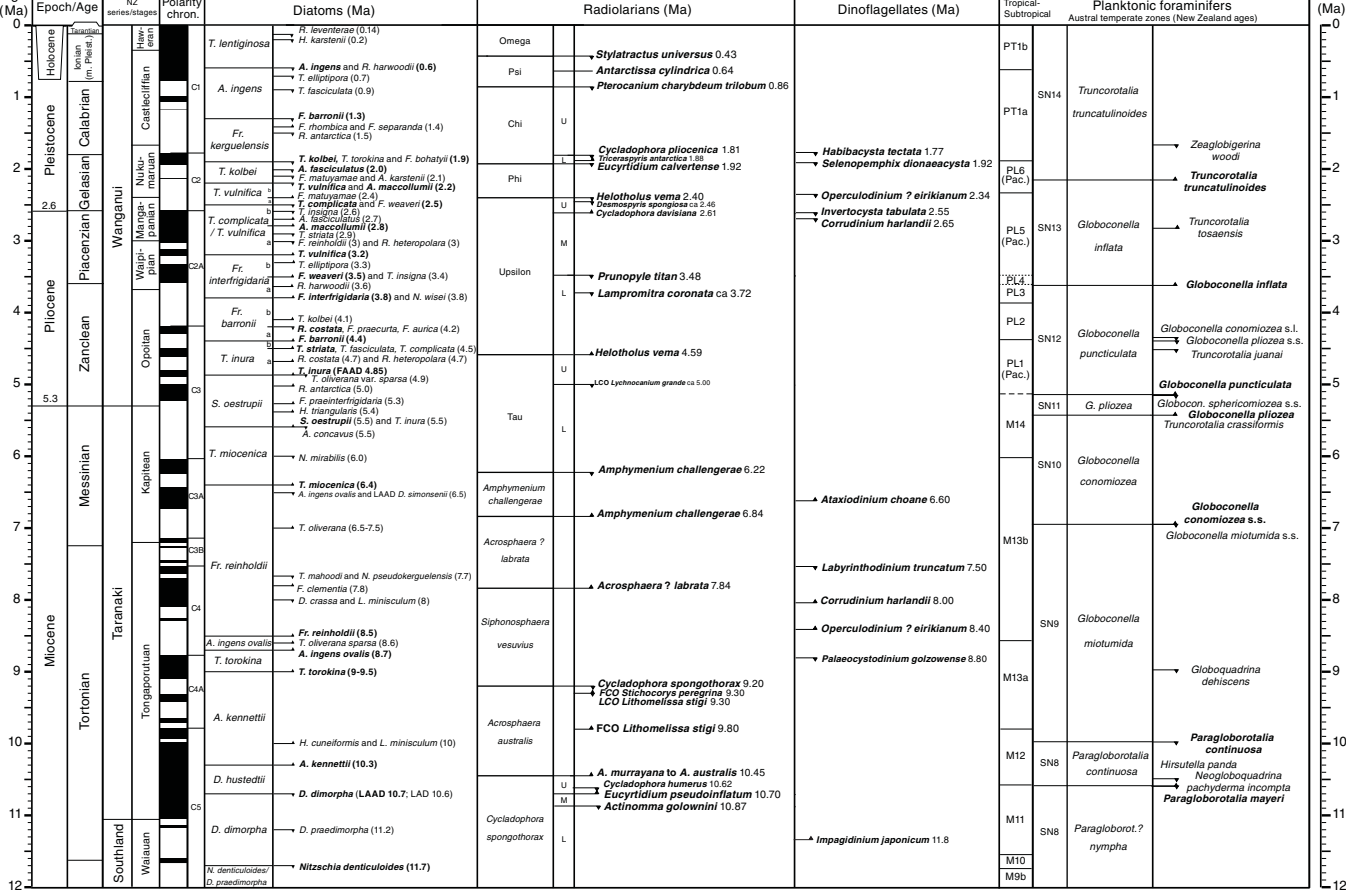 (Ma)
Epoch/Age
NZ
series/stages
Polarity
chron.
Diatoms (Ma)
Radiolarians (Ma)
Dinoflagellates (Ma)
Tropical-
Subtropical
Planktonic foraminifers
Austral temperate zones (New Zealand ages)
(Ma)
0
1
2
3
4
5
6
7
8
9
10
11
12
Holocene
Pleistocene
2.6
Pliocene
5.3
Miocene
Tarantian
Ionian
(m. Pleist.)
Calabrian
Gelasian
Piacenzian
Zanclean
Messinian
Tortonian
Wanganui
Taranaki
Southland
Haw-
eran
Castlecliffian
Nuku-
maruan
Manga-
panian
Waipi-
pian
Opoitan
Kapitean
Tongaporutuan
Waiauan
C1
C2
C2A
C3
C3A
C3B
C4
C4A
C5
T. lentiginosa
A. ingens
Fr.
kerguelensis
T. kolbei
T. vulnifica
b
a
T. complicata
/ T. vulnifica
b
a
Fr.
interfrigidaria
b
a
Fr.
barronii
b
a
T. inura
b
a
S. oestrupii
T. miocenica
Fr. reinholdii
A. ingens ovalis
T. torokina
A. kennettii
D. hustedtii
D. dimorpha
N. denticuloides/
D. praedimorpha
R. leventerae (0.14)
H. karstenii (0.2)
A. ingens and R. harwoodii (0.6)
T. elliptipora (0.7)
T. fasciculata (0.9)
F. barronii (1.3)
F. rhombica and F. separanda (1.4)
R. antarctica (1.5)
T. kolbei, T. torokina and F. bohatyii (1.9)
A. fasciculatus (2.0)
F. matuyamae and A. karstenii (2.1)
T. vulnifica and A. maccollumii (2.2)
F. matuyamae (2.4)
T. complicata and F. weaveri (2.5)
T. insigna (2.6)
A. fasciculatus (2.7)
A. maccollumii (2.8)
T. striata (2.9)
F. reinholdii (3) and R. heteropolara (3)
T. vulnifica (3.2)
T. elliptipora (3.3)
F. weaveri (3.5) and T. insigna (3.4)
R. harwoodii (3.6)
F. interfrigidaria (3.8) and N. wisei (3.8)
T. kolbei (4.1)
R. costata, F. praecurta, F. aurica (4.2)
F. barronii (4.4)
T. striata, T. fasciculata, T. complicata (4.5)
R. costata (4.7) and R. heteropolara (4.7)
T. inura (FAAD 4.85)
T. oliverana var. sparsa (4.9)
R. antarctica (5.0)
F. praeinterfrigidaria (5.3)
H. triangularis (5.4)
S. oestrupii (5.5) and T. inura (5.5)
A. concavus (5.5)
N. mirabilis (6.0)
T. miocenica (6.4)
A. ingens ovalis and LAAD D. simonsenii (6.5)
T. oliverana (6.5-7.5)
T. mahoodi and N. pseudokerguelensis (7.7)
F. clementia (7.8)
D. crassa and L. minisculum (8)
Fr. reinholdii (8.5)
T. oliverana sparsa (8.6)
A. ingens ovalis (8.7)
T. torokina (9-9.5)
H. cuneiformis and L. minisculum (10)
A. kennettii (10.3)
D. dimorpha (LAAD 10.7; LAD 10.6)
D. praedimorpha (11.2)
Nitzschia denticuloides (11.7)
Omega
Psi
Chi
Phi
Upsilon
Tau
Amphymenium
challengerae
Acrosphaera ?
labrata
Siphonosphaera
vesuvius
Acrosphaera
australis
Cycladophora
spongothorax
U
L
U
M
L
U
L
U
M
L
Stylatractus universus 0.43
Antarctissa cylindrica 0.64
Pterocanium charybdeum trilobum 0.86
Cycladophora pliocenica 1.81
Triceraspyris antarctica 1.88
Eucyrtidium calvertense 1.92
Helotholus vema 2.40
Desmospyris spongiosa ca 2.46
Cycladophora davisiana 2.61
Prunopyle titan 3.48
Lampromitra coronata ca 3.72
Helotholus vema 4.59
LCO Lychnocanium grande ca 5.00
Amphymenium challengerae 6.22
Amphymenium challengerae 6.84
Acrosphaera ? labrata 7.84
Cycladophora spongothorax 9.20
FCO Stichocorys peregrina 9.30
LCO Lithomelissa stigi 9.30
FCO Lithomelissa stigi 9.80
A. murrayana to A. australis 10.45
Cycladophora humerus 10.62
Eucyrtidium pseudoinflatum 10.70
Actinomma golownini 10.87
Habibacysta tectata 1.77
Selenopemphix dionaeacysta 1.92
Operculodinium ? eirikianum 2.34
Invertocysta tabulata 2.55
Corrudinium harlandii 2.65
Ataxiodinium choane 6.60
Labyrinthodinium truncatum 7.50
Corrudinium harlandii 8.00
Operculodinium ? eirikianum 8.40
Palaeocystodinium golzowense 8.80
Impagidinium japonicum 11.8
PT1b
PT1a
PL6
(Pac.)
PL5
(Pac.)
PL4
PL3
PL2
PL1
(Pac.)
M14
M13b
M13a
M12
M11
M10
M9b
SN14
SN13
SN12
SN11
SN10
SN9
SN8
SN8
Truncorotalia
truncatulinoides
Globoconella
inflata
Globoconella
puncticulata
G. pliozea
Globoconella
conomiozea
Globoconella
miotumida
Paragloborotalia
continuosa
Paragloborot.?
nympha
Zeaglobigerina
woodi
Truncorotalia
truncatulinoides
Truncorotalia
tosaensis
Globoconella inflata
Globoconella conomiozea s.l.
Globoconella pliozea s.s.
Truncorotalia juanai
Globoconella puncticulata
Globocon. sphericomiozea s.s.
Globoconella pliozea
Truncorotalia crassiformis
Globoconella
conomiozea s.s.
Globoconella miotumida s.s.
Globoquadrina
dehiscens
Paragloborotalia
continuosa
Hirsutella panda
Neogloboquadrina
pachyderma incompta
Paragloborotalia mayeri
0
1
2
3
4
5
6
7
8
9
10
11
12